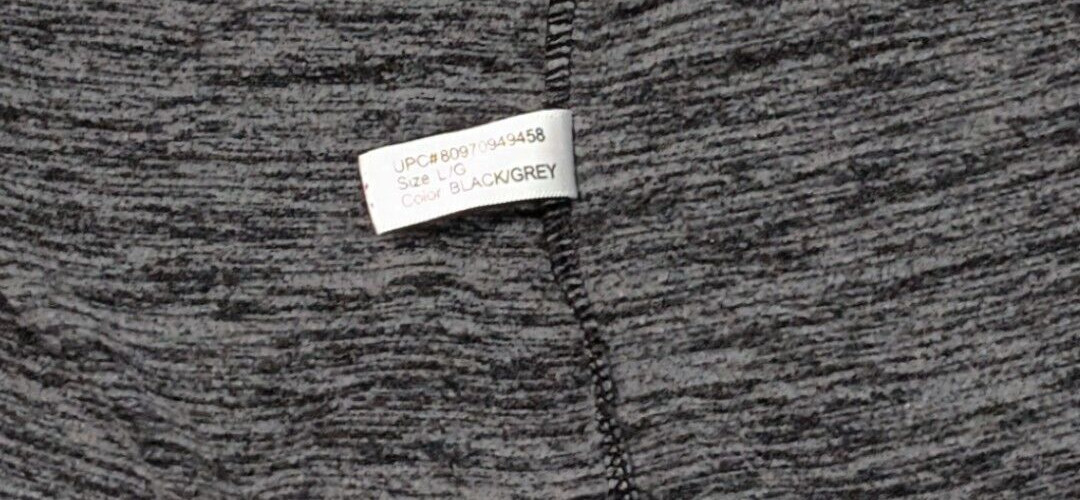 UPC#80970949458
Size L/G
Color BLACK/GREY